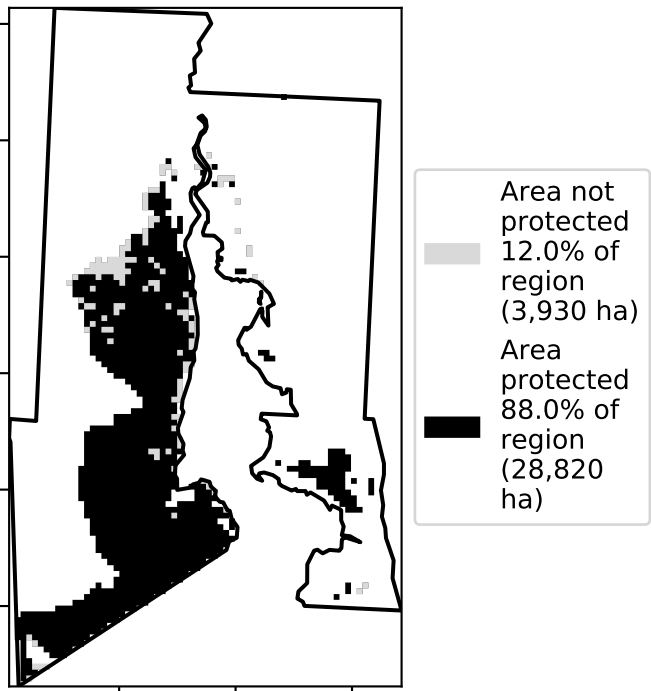 Area not
protected
12.0% of
region
(3,930 ha)
Area
protected
88.0% of
region
(28,820
ha)